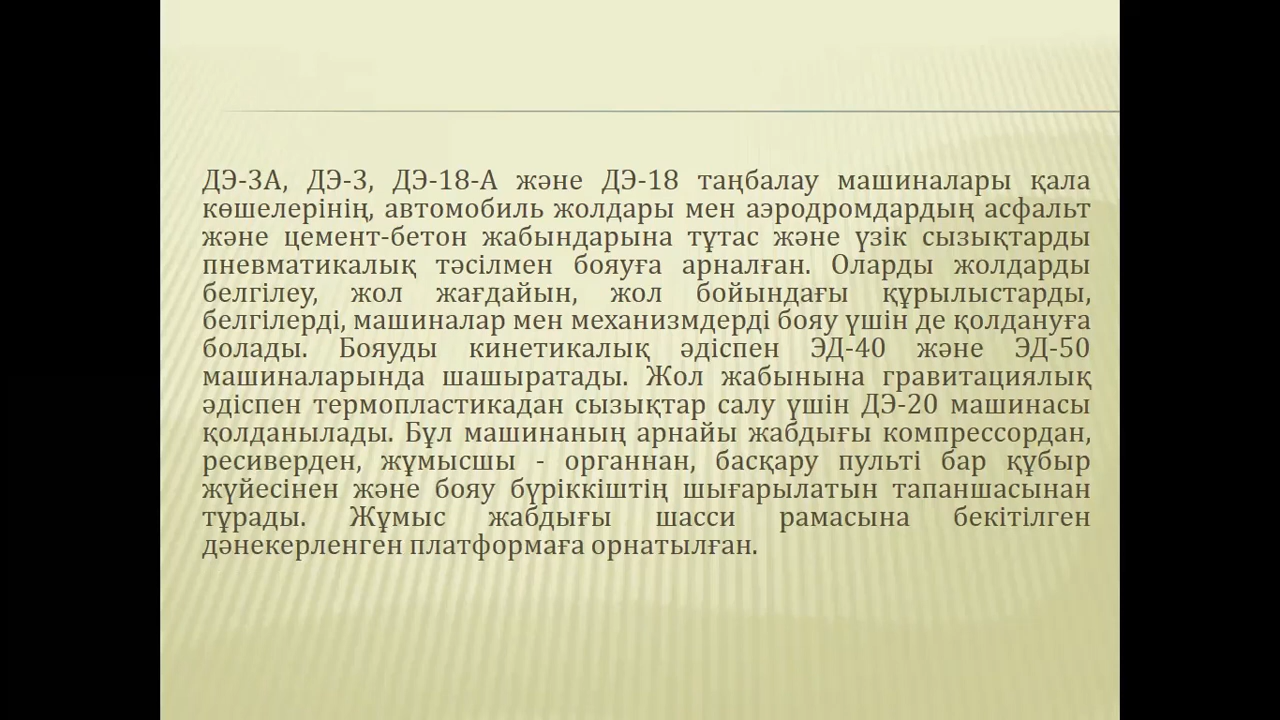 ДЭ-3А, ДЭ-3, ДЭ-18-А және ДЭ-18 таңбалау машиналары қала
көшелерінің, автомобиль жолдары мен аэродромдардың асфальт
және цемент-бетон жабындарына тұтас және үзік сызықтарды
пневматикалық тәсілмен бояуға арналған. Оларды жолдарды
белгілеу, жол жағдайын, жол бойындағы құрылыстарды,
белгілерді, машиналар мен механизмдерді бояу үшін де қолдануға
болады. Бояуды кинетикалық әдіспен ЭД-40 және ЭД-50
машиналарында шашыратады. Жол жабынына гравитациялық
әдіспен термопластикадан сызықтар салу үшін ДЭ-20 машинасы
қолданылады. Бұл машинаның арнайы жабдығы компрессордан,
ресиверден, жұмысшы - органнан, басқару пульті бар құбыр
жүйесінен және бояу бүріккіштің шығарылатын тапаншасынан
тұрады. Жұмыс жабдығы шасси рамасына бекітілген
дәнекерленген платформаға орнатылған.